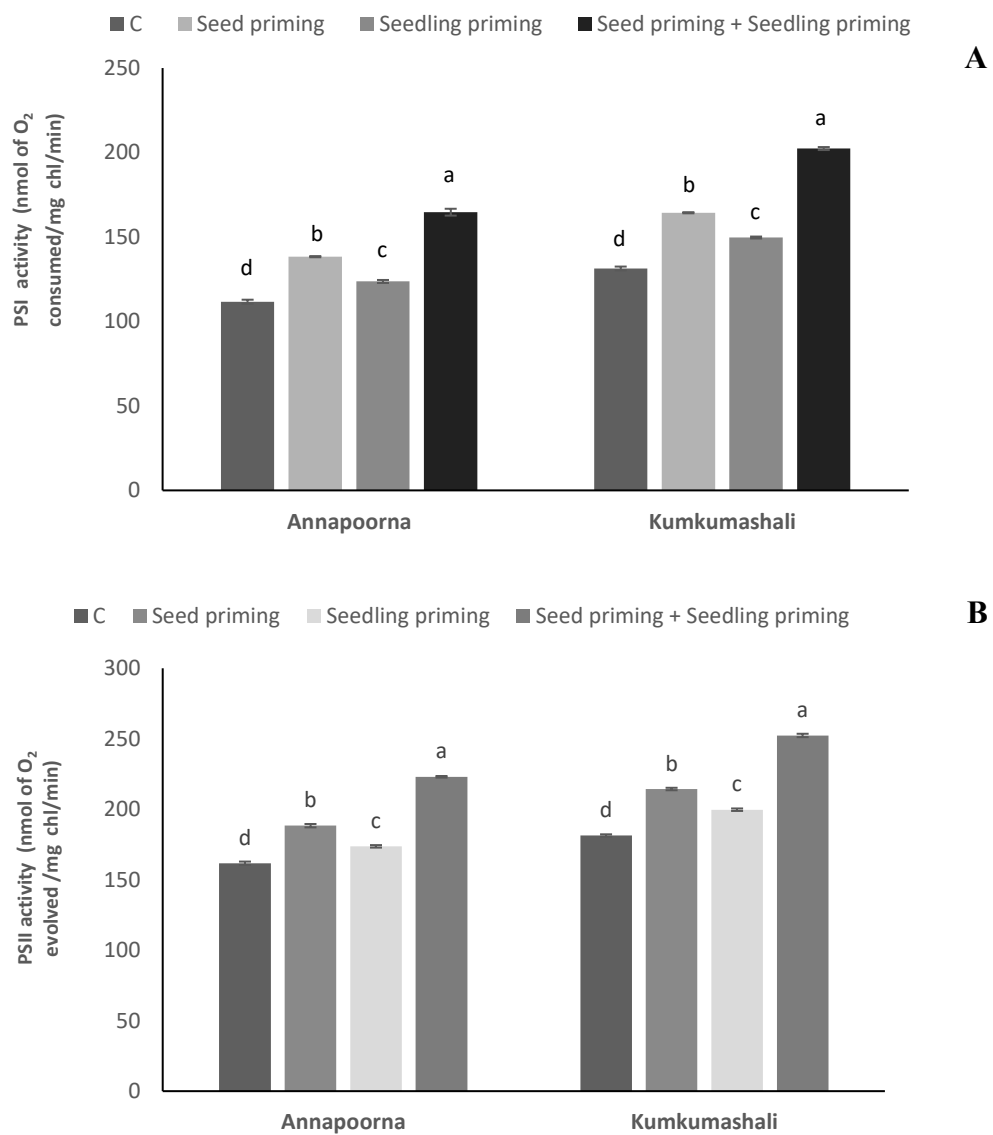 C Seed priming Seedling priming Seed priming + Seedling priming
A
250
200
150
100
50
0
PSI activity (nmol of O₂
consumed/mg chl/min)
d b c a
d b c a
Annapoorna Kumkumashali
C Seed priming Seedling priming Seed priming + Seedling priming
B
300
250
200
150
100
50
0
PSII activity (nmol of O₂
evolved /mg chl/min)
d b c a
d b c a
Annapoorna Kumkumashali